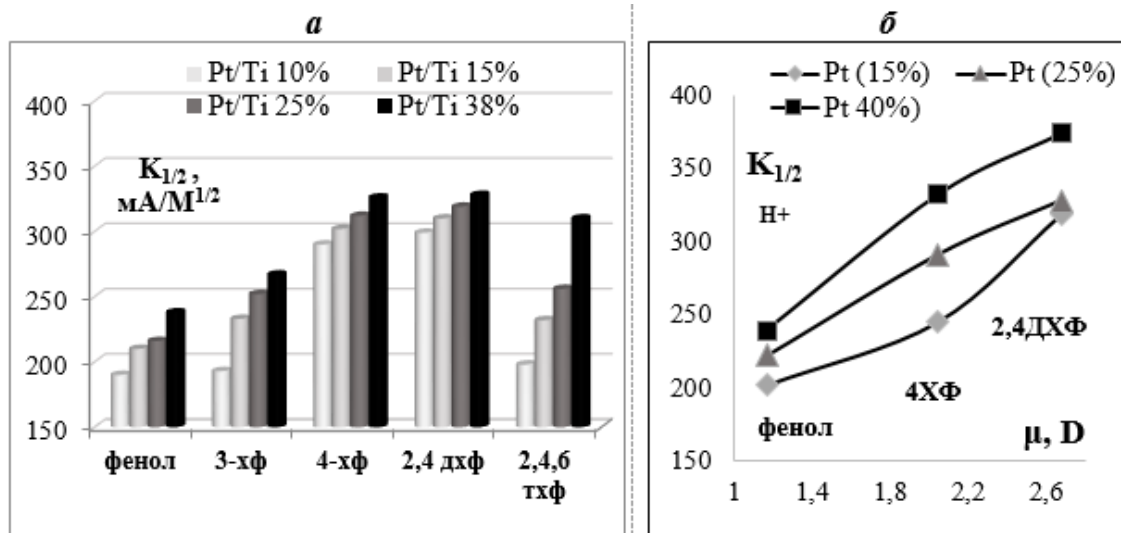 а
Pt/Ti 10% Pt/Ti 15%
Pt/Ti 25% Pt/Ti 38%
K1/2 ,
мА/М1/2
400
350
300
250
200
150
фенол 3-хф 4-хф 2,4 дхф 2,4,6
тхф
б
Pt (15%) Pt (25%)
Pt 40%)
K1/2
H+
400
350
300
250
200
150
2,4ДХФ
4ХФ
фенол
μ, D
1 1,4 1,8 2,2 2,6